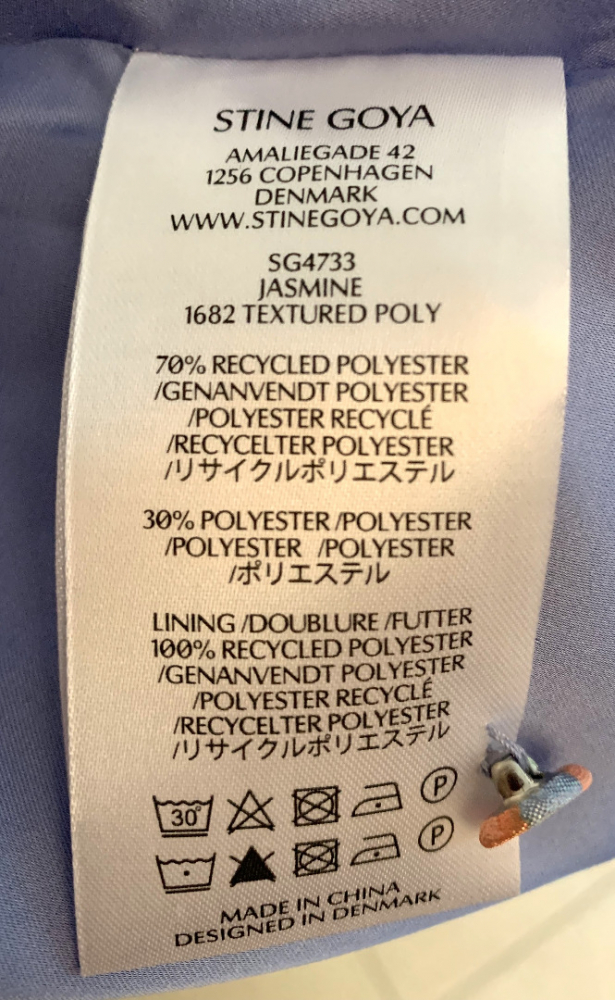 STINE GOYA
AMALIEGADE 42
1256 COPENHAGEN
DENMARK
WWW.STINEGOYA.COM
SG4733
JASMINE
1682 TEXTURED POLY
70% RECYCLED POLYESTER
/GENANVENDT POLYESTER
/POLYESTER RECYCLÉ
/RECYCELTER POLYESTER
/リサイクルポリエステル
30% POLYESTER /POLYESTER
/POLYESTER /POLYESTER
/ポリエステル
LINING /DOUBLURE /FUTTER
100% RECYCLED POLYESTER
/GENANVENDT POLYESTER
/POLYESTER RECYCLÉ
/RECYCELTER POLYESTER
/リサイクルポリエステル
30° P
P
MADE IN CHINA
DESIGNED IN DENMARK